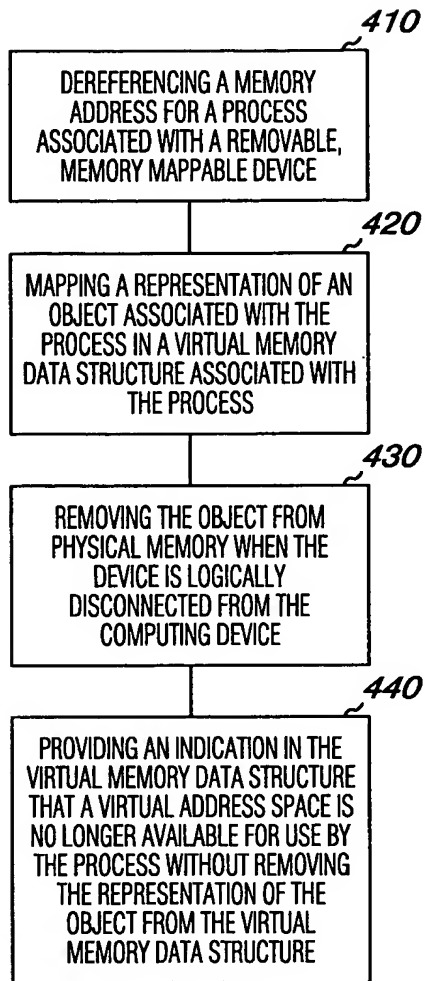 410
DEREFERENCING A MEMORY
ADDRESS FOR A PROCESS
ASSOCIATED WITH A REMOVABLE,
MEMORY MAPPABLE DEVICE
420
MAPPING A REPRESENTATION OF AN
OBJECT ASSOCIATED WITH THE
PROCESS IN A VIRTUAL MEMORY
DATA STRUCTURE ASSOCIATED WITH
THE PROCESS
430
REMOVING THE OBJECT FROM
PHYSICAL MEMORY WHEN THE
DEVICE IS LOGICALLY
DISCONNECTED FROM THE
COMPUTING DEVICE
440
PROVIDING AN INDICATION IN THE
VIRTUAL MEMORY DATA STRUCTURE
THAT A VIRTUAL ADDRESS SPACE IS
NO LONGER AVAILABLE FOR USE BY
THE PROCESS WITHOUT REMOVING
THE REPRESENTATION OF THE
OBJECT FROM THE VIRTUAL
MEMORY DATA STRUCTURE